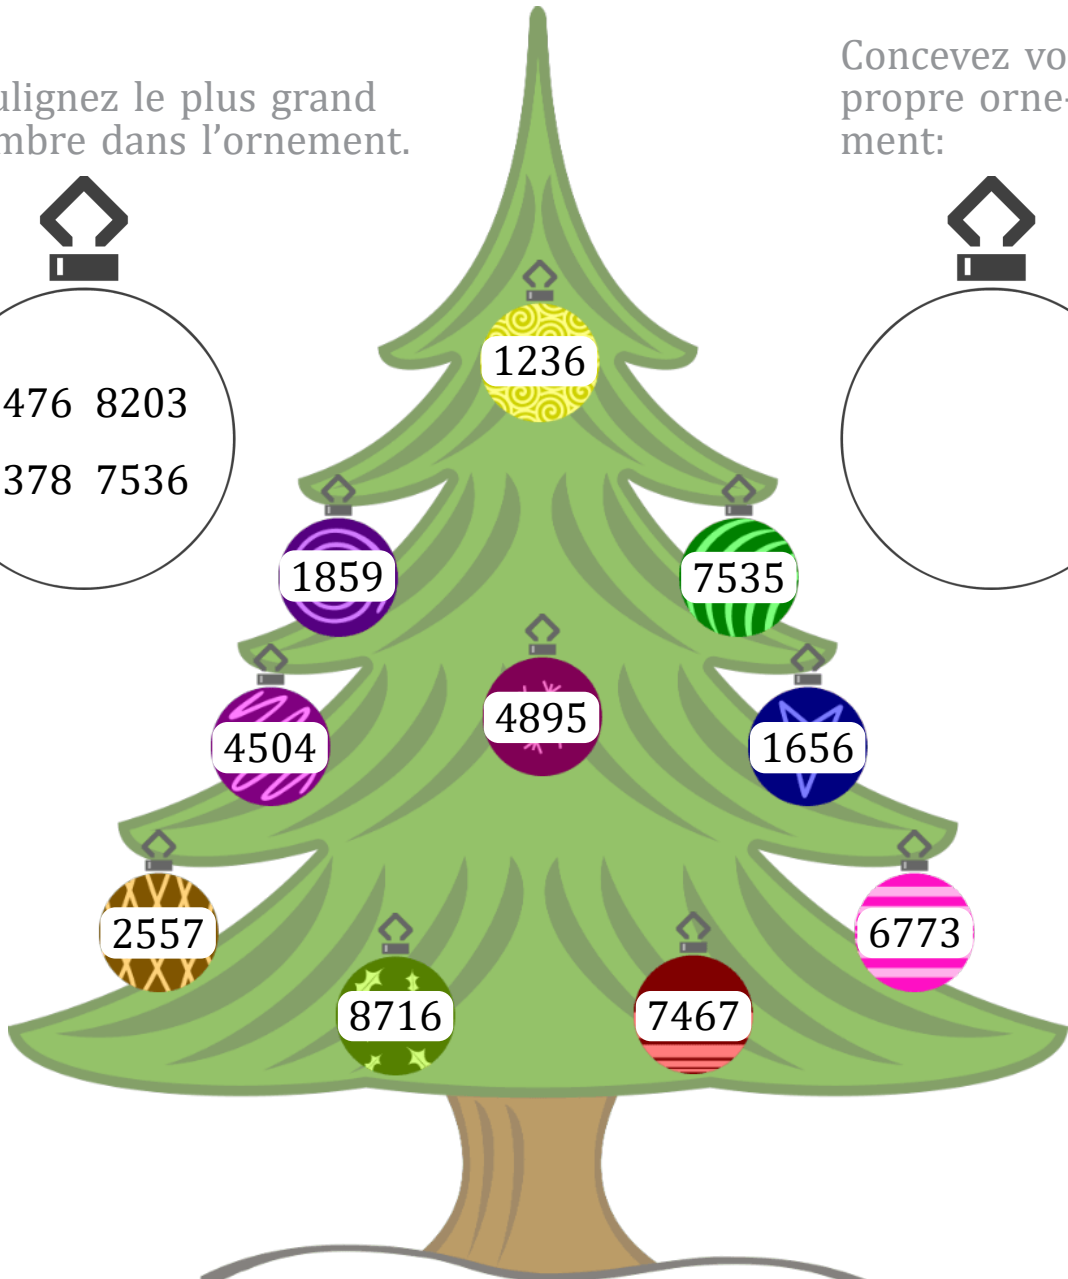 ulignez le plus grand
mbre dans l'ornement.
Concevez vo
propre orne-
ment:
476 8203
378 7536
1236
1859
7535
4895
4504
1656
2557
6773
8716
7467